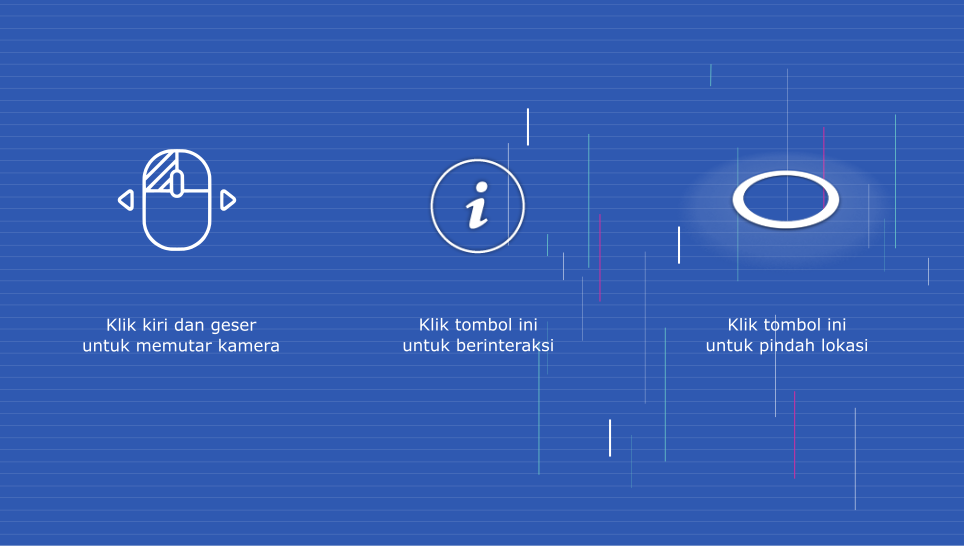 Klik kiri dan geser
untuk memutar kamera
Klik tombol ini
untuk berinteraksi
Klik tombol ini
untuk pindah lokasi